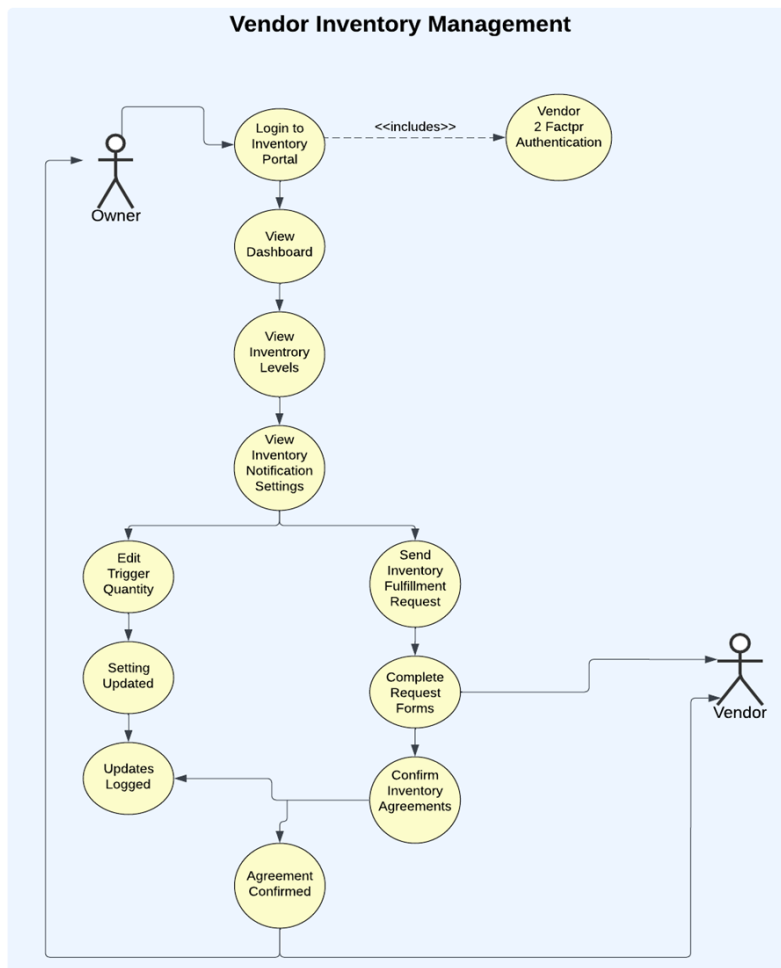 Vendor Inventory Management
Login to
Inventory
Portal
<<includes>>
Vendor
2 Factpr
Authentication
Owner
View
Dashboard
View
Inventrory
Levels
View
Inventory
Notification
Settings
Edit
Trigger
Quantity
Send
Inventory
Fulfillment
Request
Setting
Updated
Complete
Request
Forms
Vendor
Updates
Logged
Confirm
Inventory
Agreements
Agreement
Confirmed